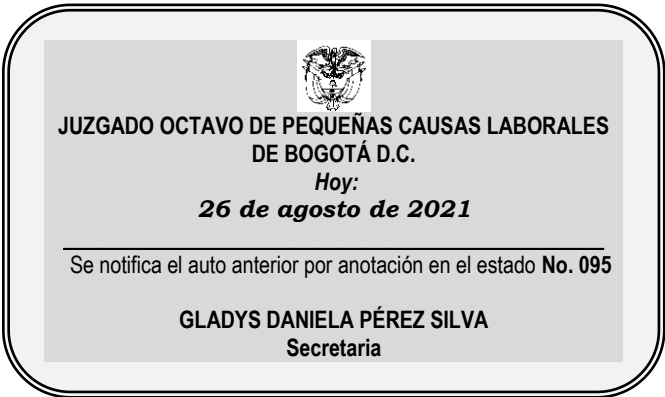 JUZGADO OCTAVO DE PEQUEÑAS CAUSAS LABORALES
DE BOGOTÁ D.C.
Hoy:
26 de agosto de 2021
Se notifica el auto anterior por anotación en el estado No. 095
GLADYS DANIELA PÉREZ SILVA
Secretaria